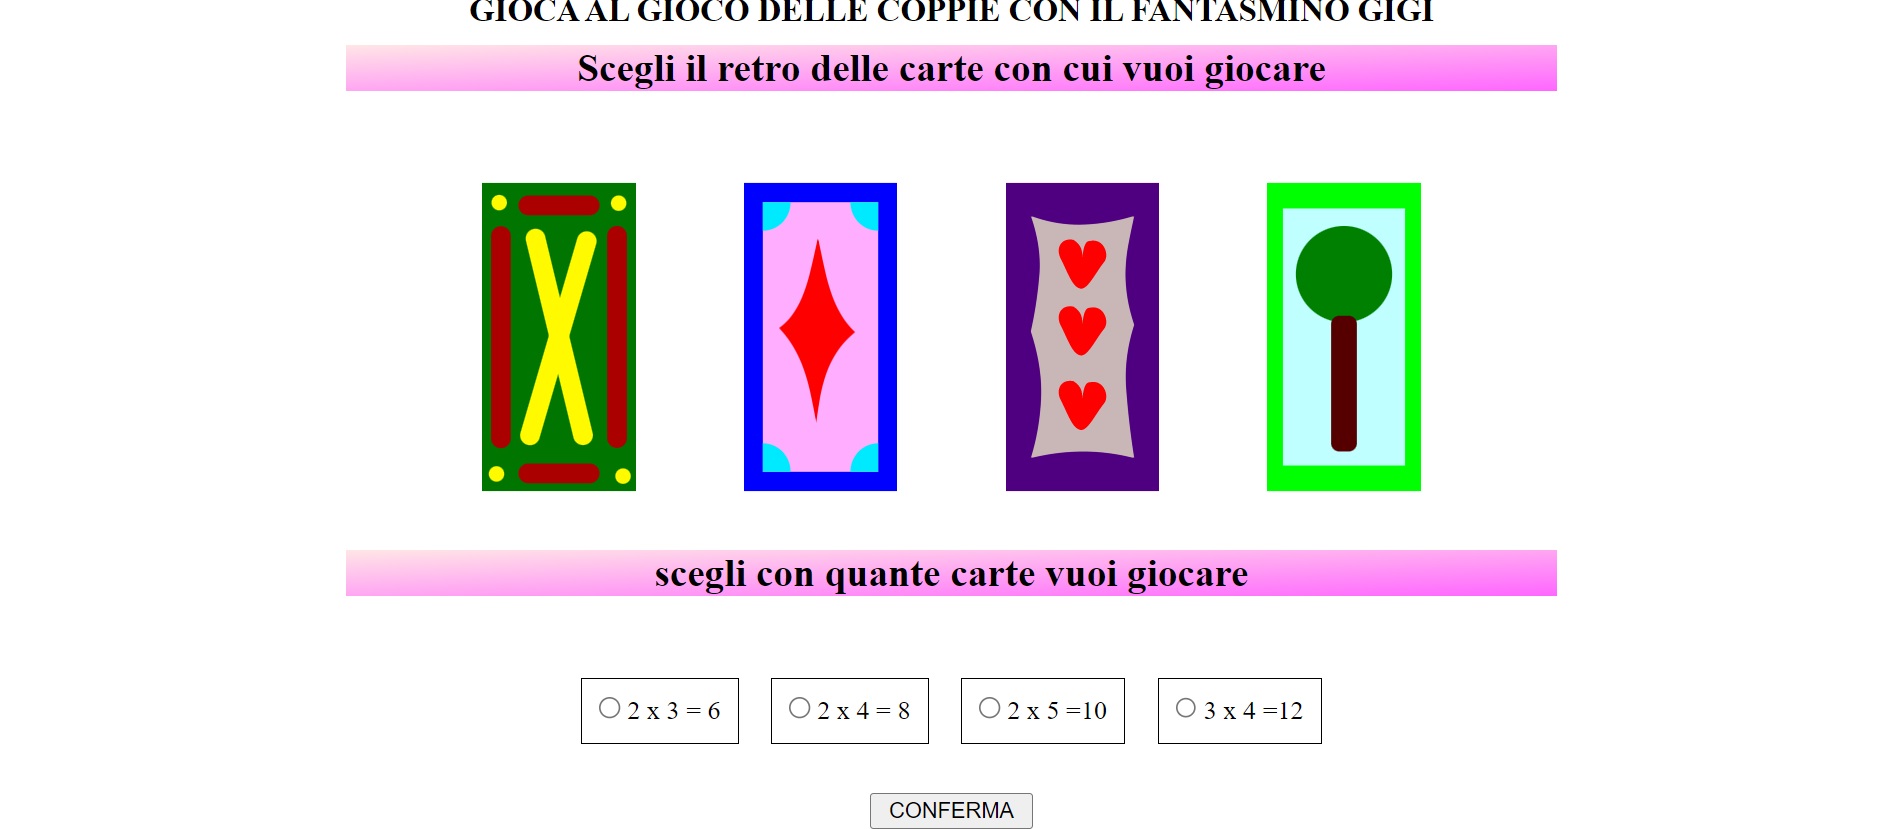 GIOCA AL GIOCO DELLE COPPIE CON IL FANTASMINO GIGI
Scegli il retro delle carte con cui vuoi giocare
scegli con quante carte vuoi giocare
2 x 3 = 6
2 x 4 = 8
2 x 5 =10
3 x 4 =12
CONFERMA